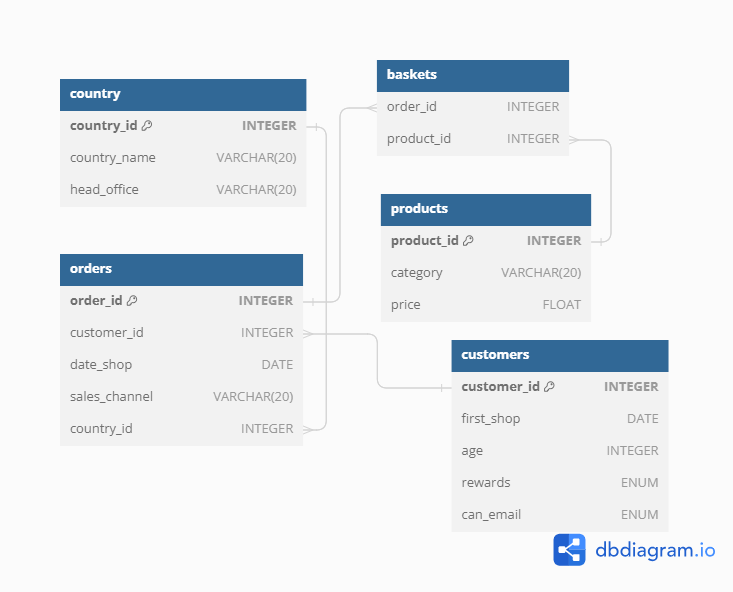 country
country_id INTEGER
country_name VARCHAR(20)
head_office VARCHAR(20)
orders
order_id INTEGER
customer_id INTEGER
date_shop DATE
sales_channel VARCHAR(20)
country_id INTEGER
baskets
order_id INTEGER
product_id INTEGER
products
product_id INTEGER
category VARCHAR(20)
price FLOAT
customers
customer_id INTEGER
first_shop DATE
age INTEGER
rewards ENUM
can_email ENUM
dbdiagram.io